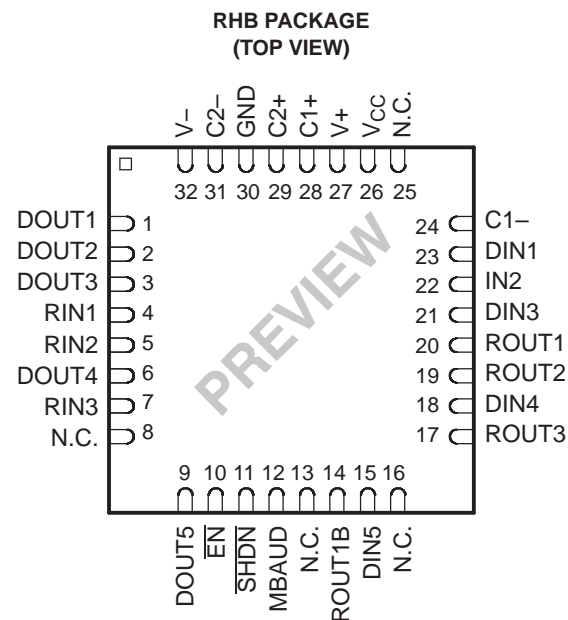 RHB PACKAGE
(TOP VIEW)
V–
C2–
GND
C2+
C1+
V+
VCC
N.C.
32 31 30 29 28 27 26 25
DOUT1 1
DOUT2 2
DOUT3 3
RIN1 4
RIN2 5
DOUT4 6
RIN3 7
N.C. 8
24 C1–
23 DIN1
22 IN2
21 DIN3
20 ROUT1
19 ROUT2
18 DIN4
17 ROUT3
PREVIEW
9 10 11 12 13 14 15 16
DOUT5
EN
SHDN
MBAUD
N.C.
ROUT1B
DIN5
N.C.